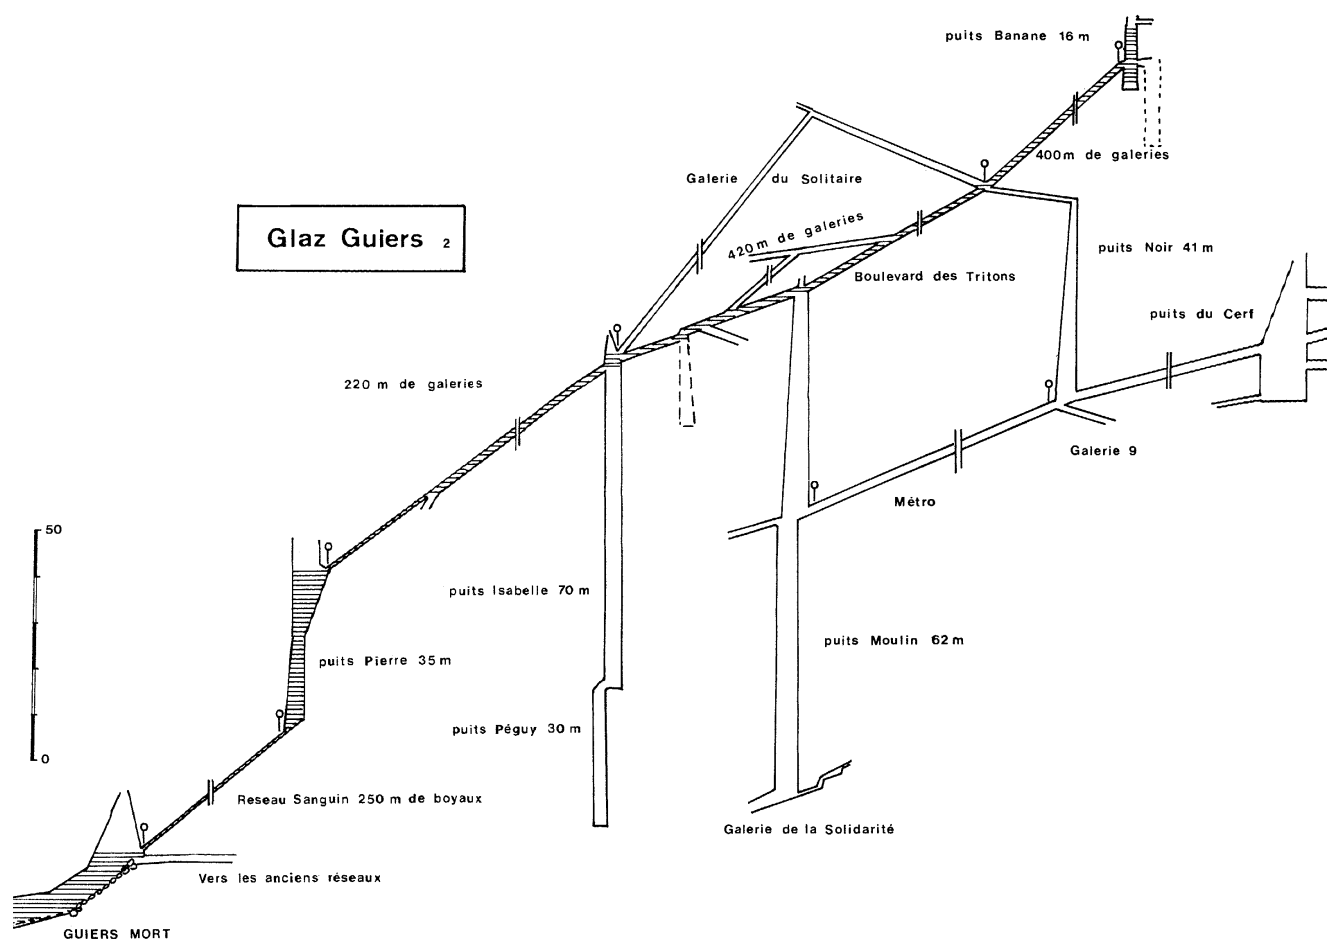 puits Banane 16 m
400m de galeries
Galerie du Solitaire
Glaz Guiers 2
420m de galeries
puits Noir 41 m
Boulevard des Tritons
puits du Cerf
220 m de galeries
Galerie 9
Métro
50
puits Isabelle 70 m
puits Moulin 62 m
puits Pierre 35 m
puits Péguy 30 m
0
Reseau Sanguin 250 m de boyaux
Galerie de la Solidarité
Vers les anciens réseaux
GUIERS MORT